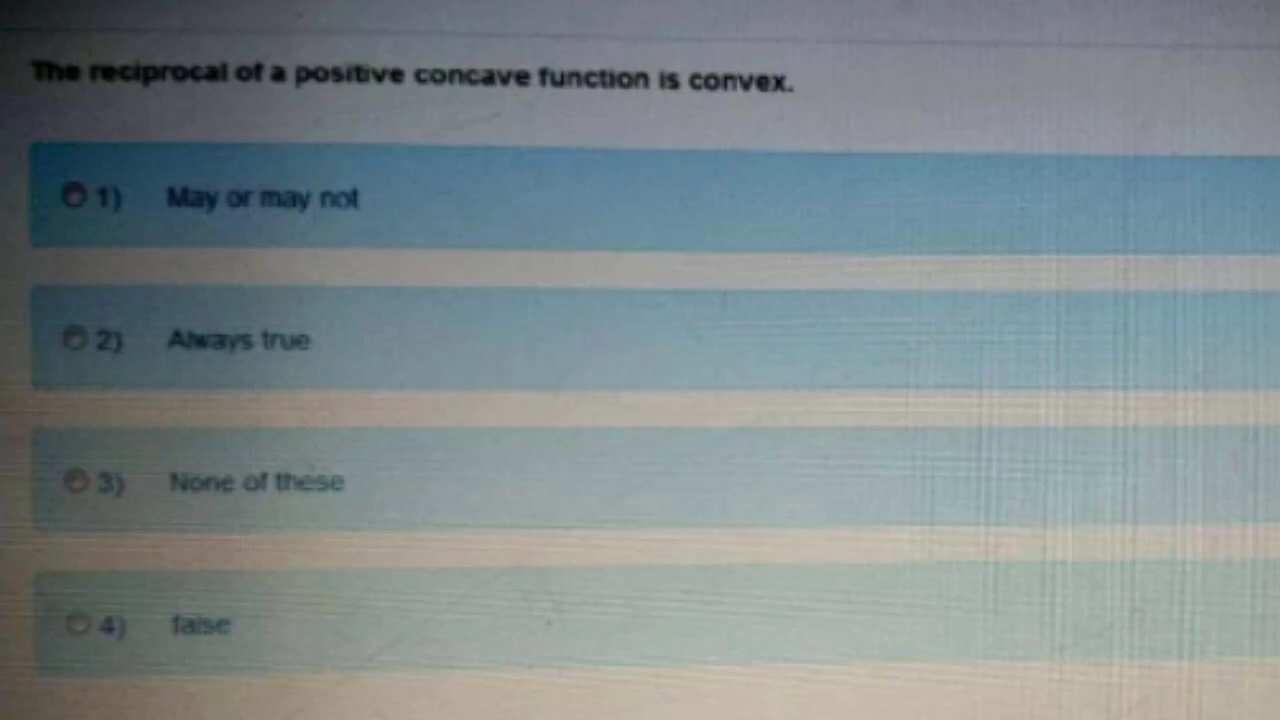 The reciprocal of a positive concave function is convex.
1) May or may not
2) Always true
3) None of these
4) false